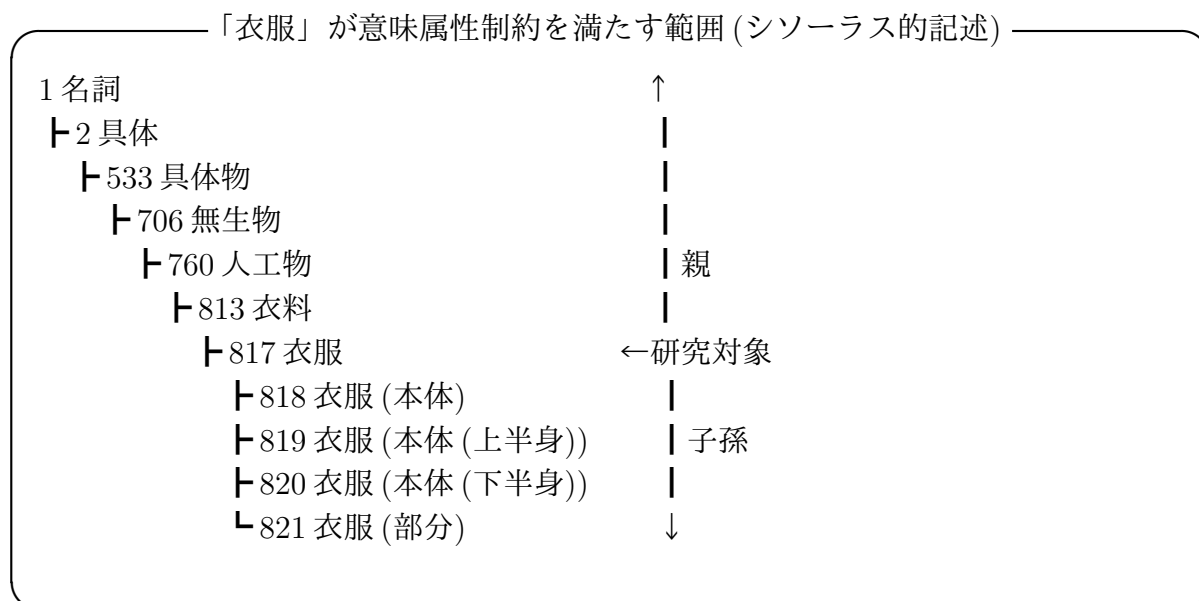 「衣服」が意味属性制約を満たす範囲 (シソーラス的記述)
1 名詞 ↑
┣ 2 具体 ┃
┣ 533 具体物 ┃
┣ 706 無生物 ┃
┣ 760 人工物 ┃ 親
┣ 813 衣料 ┃
┣ 817 衣服 ←研究対象
┣ 818 衣服 (本体) ┃
┣ 819 衣服 (本体 (上半身)) ┃ 子孫
┣ 820 衣服 (本体 (下半身)) ┃
┗ 821 衣服 (部分) ↓